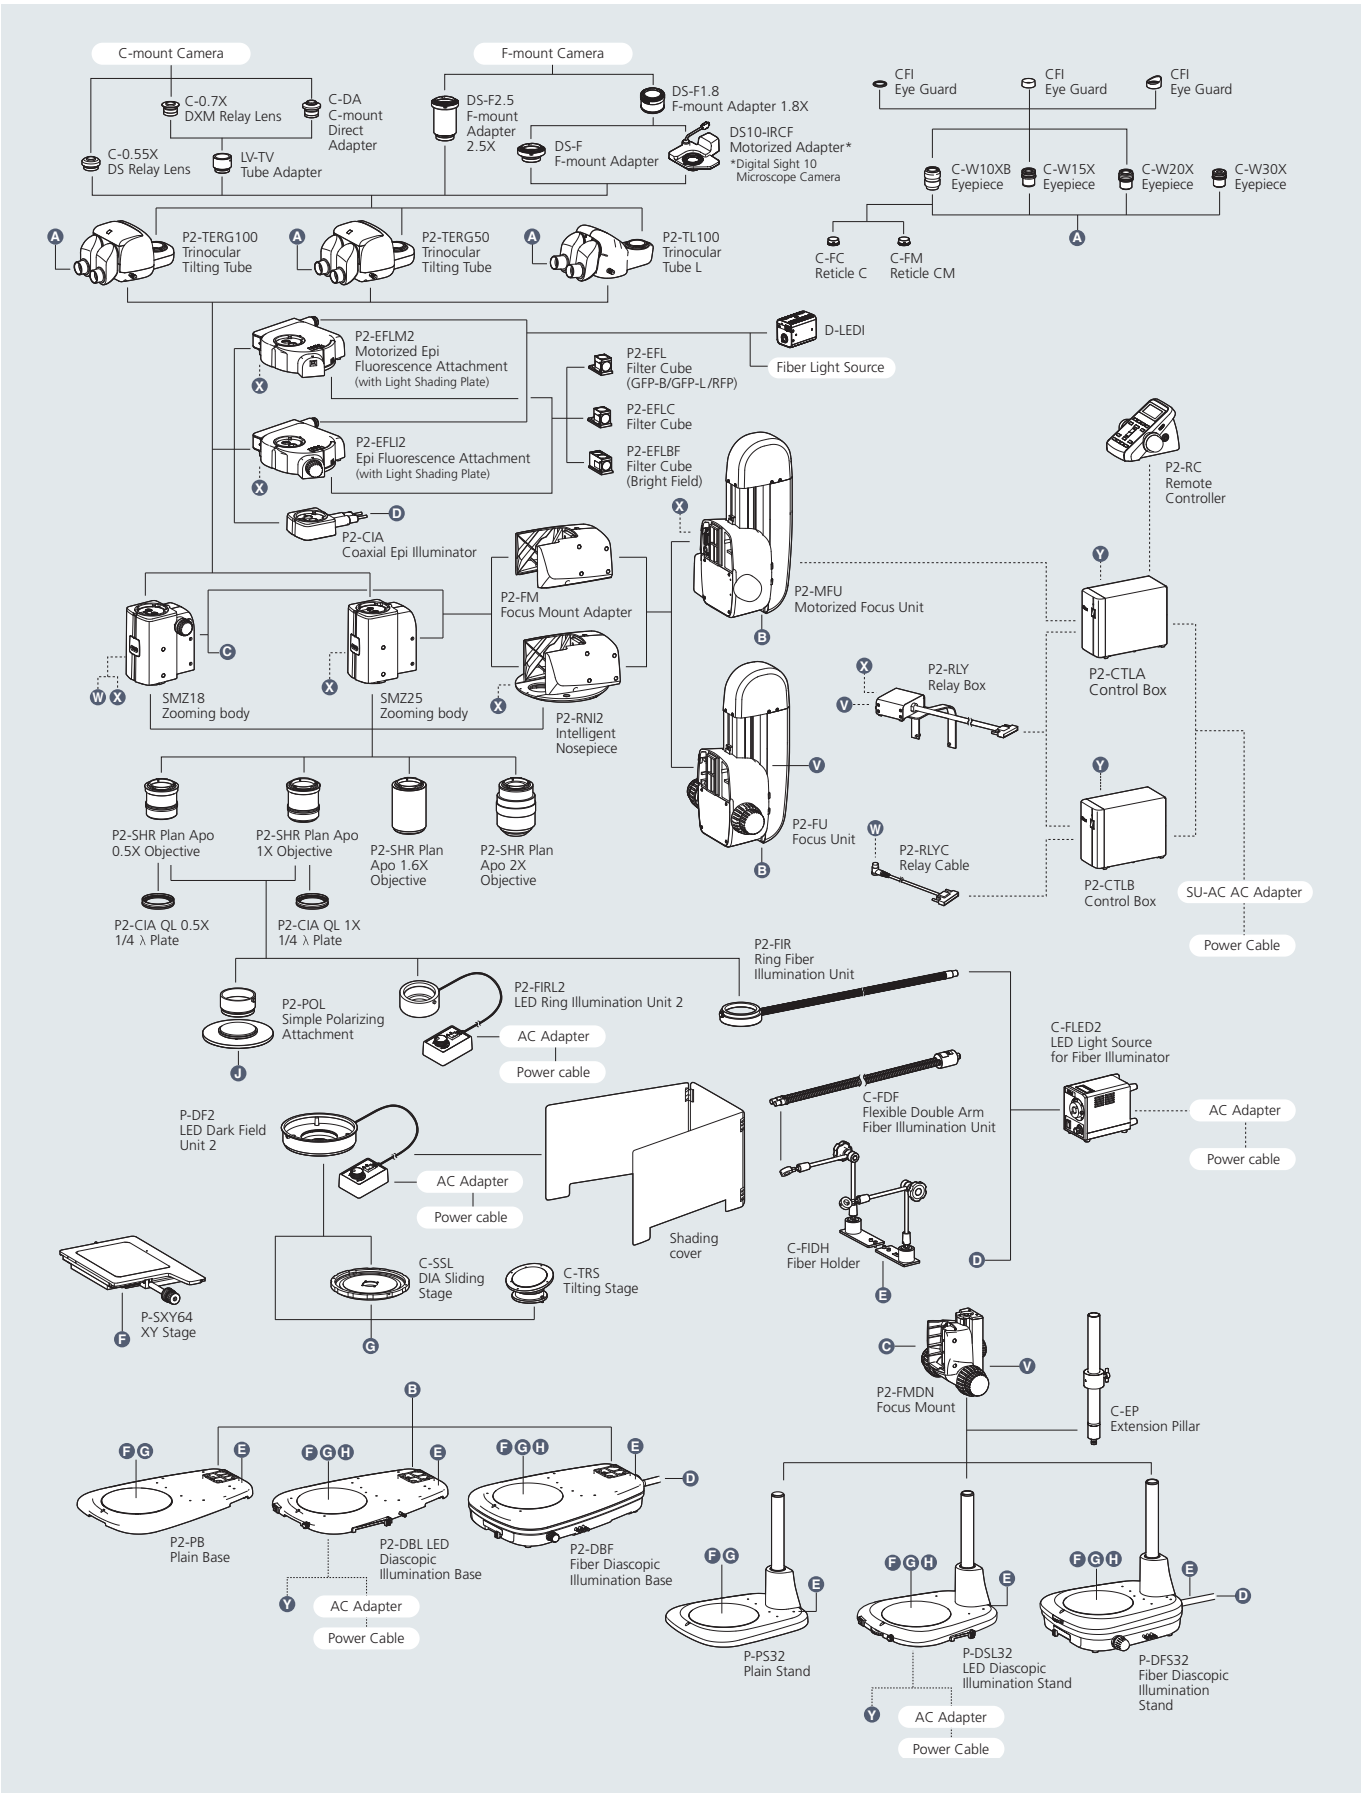 C-mount Camera
F-mount Camera
C-0.7X
DXM Relay Lens
C-DA
C-mount
Direct
Adapter
C-0.55X
DS Relay Lens
LV-TV
Tube Adapter
DS-F2.5
F-mount
Adapter
2.5X
DS-F1.8
F-mount Adapter 1.8X
DS-F
F-mount Adapter
DS10-IRCF
Motorized Adapter*
*Digital Sight 10
Microscope Camera
CFI
Eye Guard
CFI
Eye Guard
CFI
Eye Guard
C-W10XB
Eyepiece
C-W15X
Eyepiece
C-W20X
Eyepiece
C-W30X
Eyepiece
A
C-FC
Reticle C
C-FM
Reticle CM
A
P2-TERG100
Trinocular
Tilting Tube
A
P2-TERG50
Trinocular
Tilting Tube
A
P2-TL100
Trinocular
Tube L
P2-EFLM2
Motorized Epi
Fluorescence Attachment
(with Light Shading Plate)
X
D-LEDI
Fiber Light Source
P2-EFL
Filter Cube
(GFP-B/GFP-L/RFP)
P2-EFLC
Filter Cube
P2-EFLBF
Filter Cube
(Bright Field)
P2-EFLI2
Epi Fluorescence Attachment
(with Light Shading Plate)
X
D
P2-CIA
Coaxial Epi Illuminator
P2-RC
Remote
Controller
X
P2-MFU
Motorized Focus Unit
B
P2-FM
Focus Mount Adapter
Y
P2-CTLA
Control Box
C
W X
SMZ18
Zooming body
X
SMZ25
Zooming body
X
P2-RNI2
Intelligent
Nosepiece
X
V
P2-RLY
Relay Box
V
P2-FU
Focus Unit
B
W
P2-RLYC
Relay Cable
Y
P2-CTLB
Control Box
SU-AC AC Adapter
Power Cable
P2-SHR Plan Apo
0.5X Objective
P2-SHR Plan Apo
1X Objective
P2-SHR Plan
Apo 1.6X
Objective
P2-SHR Plan
Apo 2X
Objective
P2-CIA QL 0.5X
1/4 λ Plate
P2-CIA QL 1X
1/4 λ Plate
P2-POL
Simple Polarizing
Attachment
J
P2-FIRL2
LED Ring Illumination Unit 2
AC Adapter
Power cable
P2-FIR
Ring Fiber
Illumination Unit
C-FLED2
LED Light Source
for Fiber Illuminator
AC Adapter
Power cable
C-FDF
Flexible Double Arm
Fiber Illumination Unit
P-DF2
LED Dark Field
Unit 2
AC Adapter
Power cable
Shading
cover
C-FIDH
Fiber Holder
D
E
P-SXY64
XY Stage
F
C-SSL
DIA Sliding
Stage
C-TRS
Tilting Stage
G
C
V
P2-FMDN
Focus Mount
C-EP
Extension Pillar
B
F G
E
P2-PB
Plain Base
F G H
E
P2-DBL LED
Diascopic
Illumination Base
Y
AC Adapter
Power Cable
F G H
E
D
P2-DBF
Fiber Diascopic
Illumination Base
F G
E
P-PS32
Plain Stand
F G H
E
P-DSL32
LED Diascopic
Illumination Stand
Y
AC Adapter
Power Cable
F G H
E
D
P-DFS32
Fiber Diascopic
Illumination
Stand